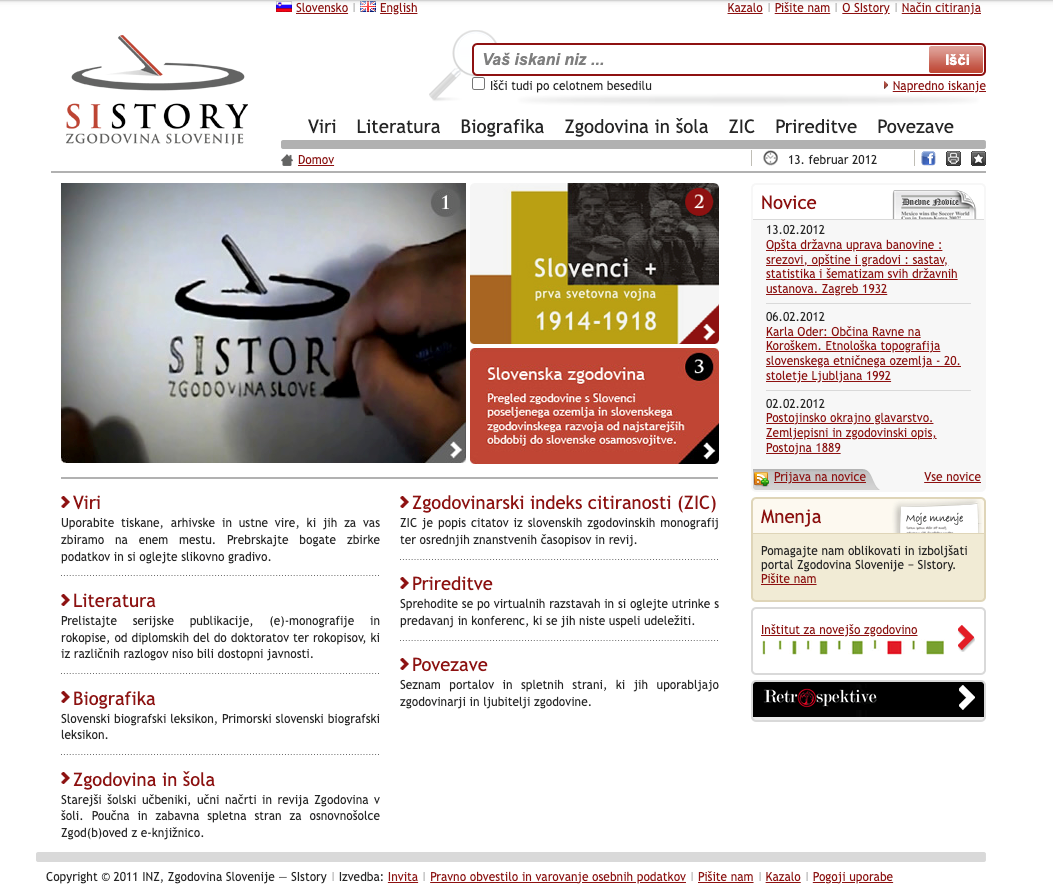 Slovensko | English
Kazalo | Pišite nam | O SIstory | Način citiranja
SISTORY
ZGODOVINA SLOVENIJE
Vaš iskani niz ...
Išči
Išči tudi po celotnem besedilu
Napredno iskanje
Viri Literatura Biografika Zgodovina in šola ZIC Prireditve Povezave
Domov
13. februar 2012
1
SISTOR
ZGODOVINA SLOVE
2
Slovenci +
prva svetovna vojna
1914-1918
3
Slovenska zgodovina
Pregled zgodovine s Slovenci
poseljenega ozemlja in slovenskega
zgodovinskega razvoja od najstarejših
obdobij do slovenske osamosvojitve.
Viri
Uporabite tiskane, arhivske in ustne vire, ki jih za vas
zbiramo na enem mestu. Prebrskajte bogate zbirke
podatkov in si oglejte slikovno gradivo.
Literatura
Prelistajte serijske publikacije, (e)-monografije in
rokopise, od diplomskih del do doktoratov ter rokopisov, ki
iz različnih razlogov niso bili dostopni javnosti.
Biografika
Slovenski biografski leksikon, Primorski slovenski biografski
leksikon.
Zgodovina in šola
Starejši šolski učbeniki, učni načrti in revija Zgodovina v
šoli. Poučna in zabavna spletna stran za osnovnošolce
Zgod(b)oved z e-knjižnico.
Zgodovinarski indeks citiranosti (ZIC)
ZIC je popis citatov iz slovenskih zgodovinskih monografij
ter osrednjih znanstvenih časopisov in revij.
Prireditve
Sprehodite se po virtualnih razstavah in si oglejte utrinke s
predavanj in konferenc, ki se jih niste uspeli udeležiti.
Povezave
Seznam portalov in spletnih strani, ki jih uporabljajo
zgodovinarji in ljubitelji zgodovine.
Novice
Dnevne Novice
Mexico wins the Soccer World
13.02.2012
Opšta državna uprava banovine :
srezovi, opštine i gradovi : sastav,
statistika i šematizam svih državnih
ustanova. Zagreb 1932
06.02.2012
Karla Oder: Občina Ravne na
Koroškem. Etnološka topografija
slovenskega etničnega ozemlja - 20.
stoletje Ljubljana 1992
02.02.2012
Postojinsko okrajno glavarstvo.
Zemljepisni in zgodovinski opis,
Postojna 1889
Prijava na novice
Vse novice
Mnenja
Moje mnenje
Pomagajte nam oblikovati in izboljšati
portal Zgodovina Slovenije – SIstory.
Pišite nam
Inštitut za novejšo zgodovino
Retrospektive
Copyright © 2011 INZ, Zgodovina Slovenije — SIstory | Izvedba: Invita | Pravno obvestilo in varovanje osebnih podatkov | Pišite nam | Kazalo | Pogoji uporabe